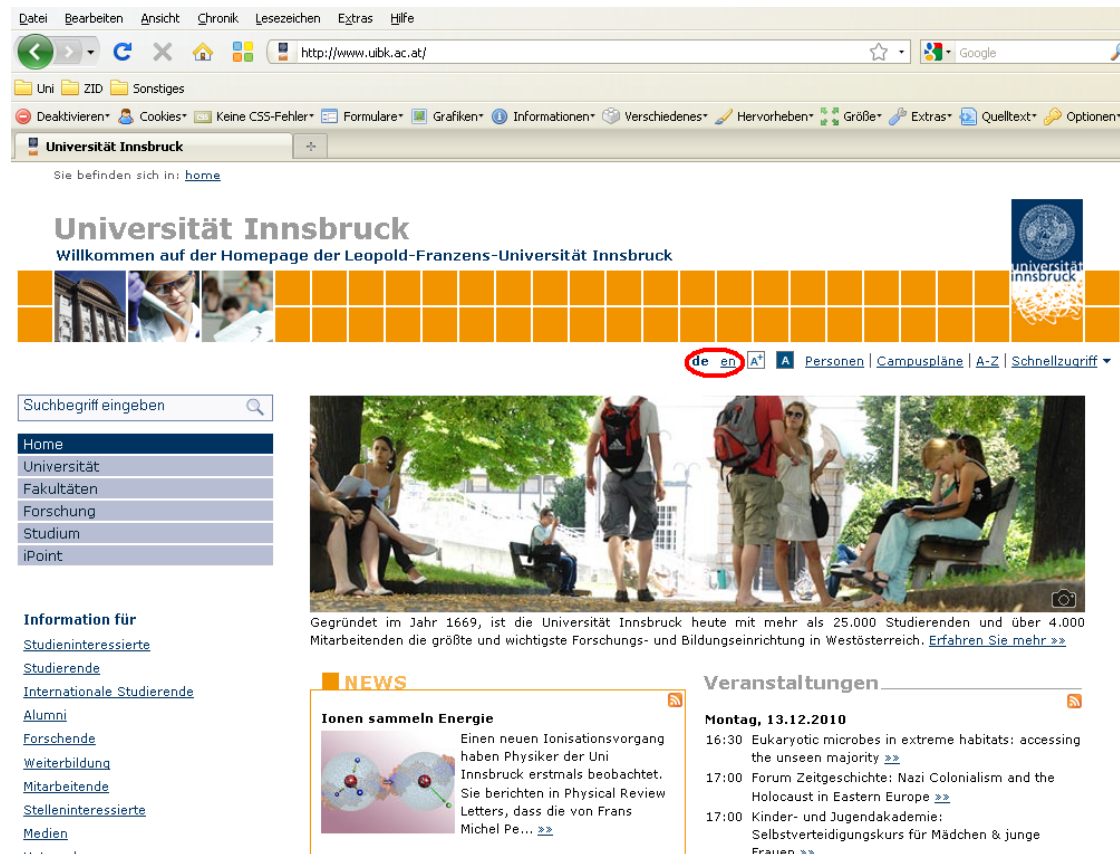 Datei Bearbeiten Ansicht Chronik Lesezeichen Extras Hilfe
http://www.uibk.ac.at/ Google
Uni ZID Sonstiges
Deaktivieren Cookies Keine CSS-Fehler Formulare Grafiken Informationen Verschiedenes Hervorheben Größe Extras Quelltext Optionen
Universität Innsbruck
Sie befinden sich in: home
Universität Innsbruck
Willkommen auf der Homepage der Leopold-Franzens-Universität Innsbruck
universität
innsbruck
de en A+ A Personen | Campuspläne | A-Z | Schnellzugriff
Suchbegriff eingeben
Home
Universität
Fakultäten
Forschung
Studium
iPoint
Information für
Studieninteressierte
Studierende
Internationale Studierende
Alumni
Forschende
Weiterbildung
Mitarbeitende
Stelleninteressierte
Medien
Gegründet im Jahr 1669, ist die Universität Innsbruck heute mit mehr als 25.000 Studierenden und über 4.000
Mitarbeitenden die größte und wichtigste Forschungs- und Bildungseinrichtung in Westösterreich. Erfahren Sie mehr »»
NEWS
Ionen sammeln Energie
Einen neuen Ionisationsvorgang
haben Physiker der Uni
Innsbruck erstmals beobachtet.
Sie berichten in Physical Review
Letters, dass die von Frans
Michel Pe... »»
Veranstaltungen
Montag, 13.12.2010
16:30 Eukaryotic microbes in extreme habitats: accessing
the unseen majority »»
17:00 Forum Zeitgeschichte: Nazi Colonialism and the
Holocaust in Eastern Europe »»
17:00 Kinder- und Jugendakademie:
Selbstverteidigungskurs für Mädchen & junge
Frauen »»